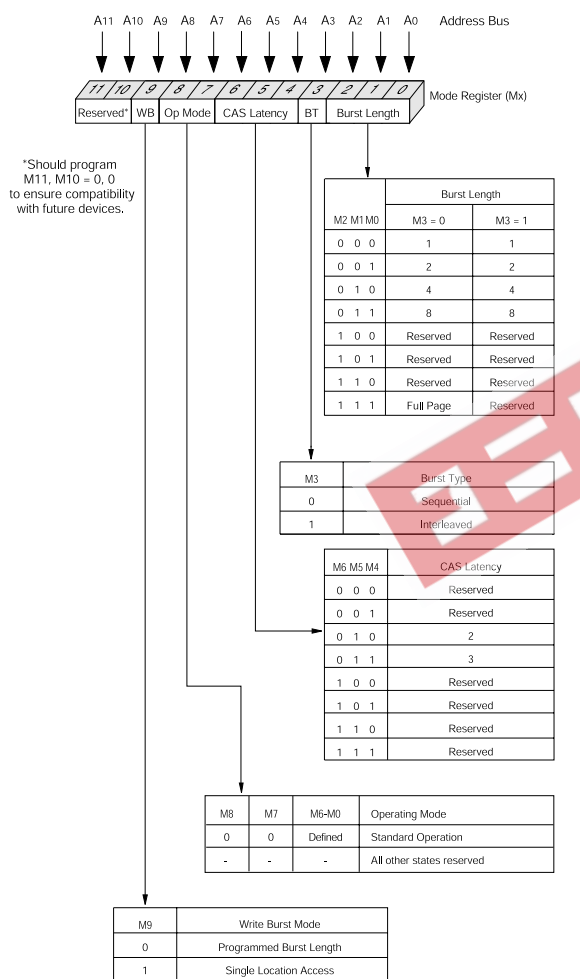 A11 A10 A9 A8 A7 A6 A5 A4 A3 A2 A1 A0 Address Bus
11 10 9 8 7 6 5 4 3 2 1 0 Mode Register (Mx)
Reserved* WB Op Mode CAS Latency BT Burst Length
*Should program
M11, M10 = 0, 0
to ensure compatibility
with future devices.
Burst Length
M2 M1 M0 M3 = 0 M3 = 1
0 0 0 1 1
0 0 1 2 2
0 1 0 4 4
0 1 1 8 8
1 0 0 Reserved Reserved
1 0 1 Reserved Reserved
1 1 0 Reserved Reserved
1 1 1 Full Page Reserved
M3 Burst Type
0 Sequential
1 Interleaved
M6 M5 M4 CAS Latency
0 0 0 Reserved
0 0 1 Reserved
0 1 0 2
0 1 1 3
1 0 0 Reserved
1 0 1 Reserved
1 1 0 Reserved
1 1 1 Reserved
M8 M7 M6-M0 Operating Mode
0 0 Defined Standard Operation
- - - All other states reserved
M9 Write Burst Mode
0 Programmed Burst Length
1 Single Location Access